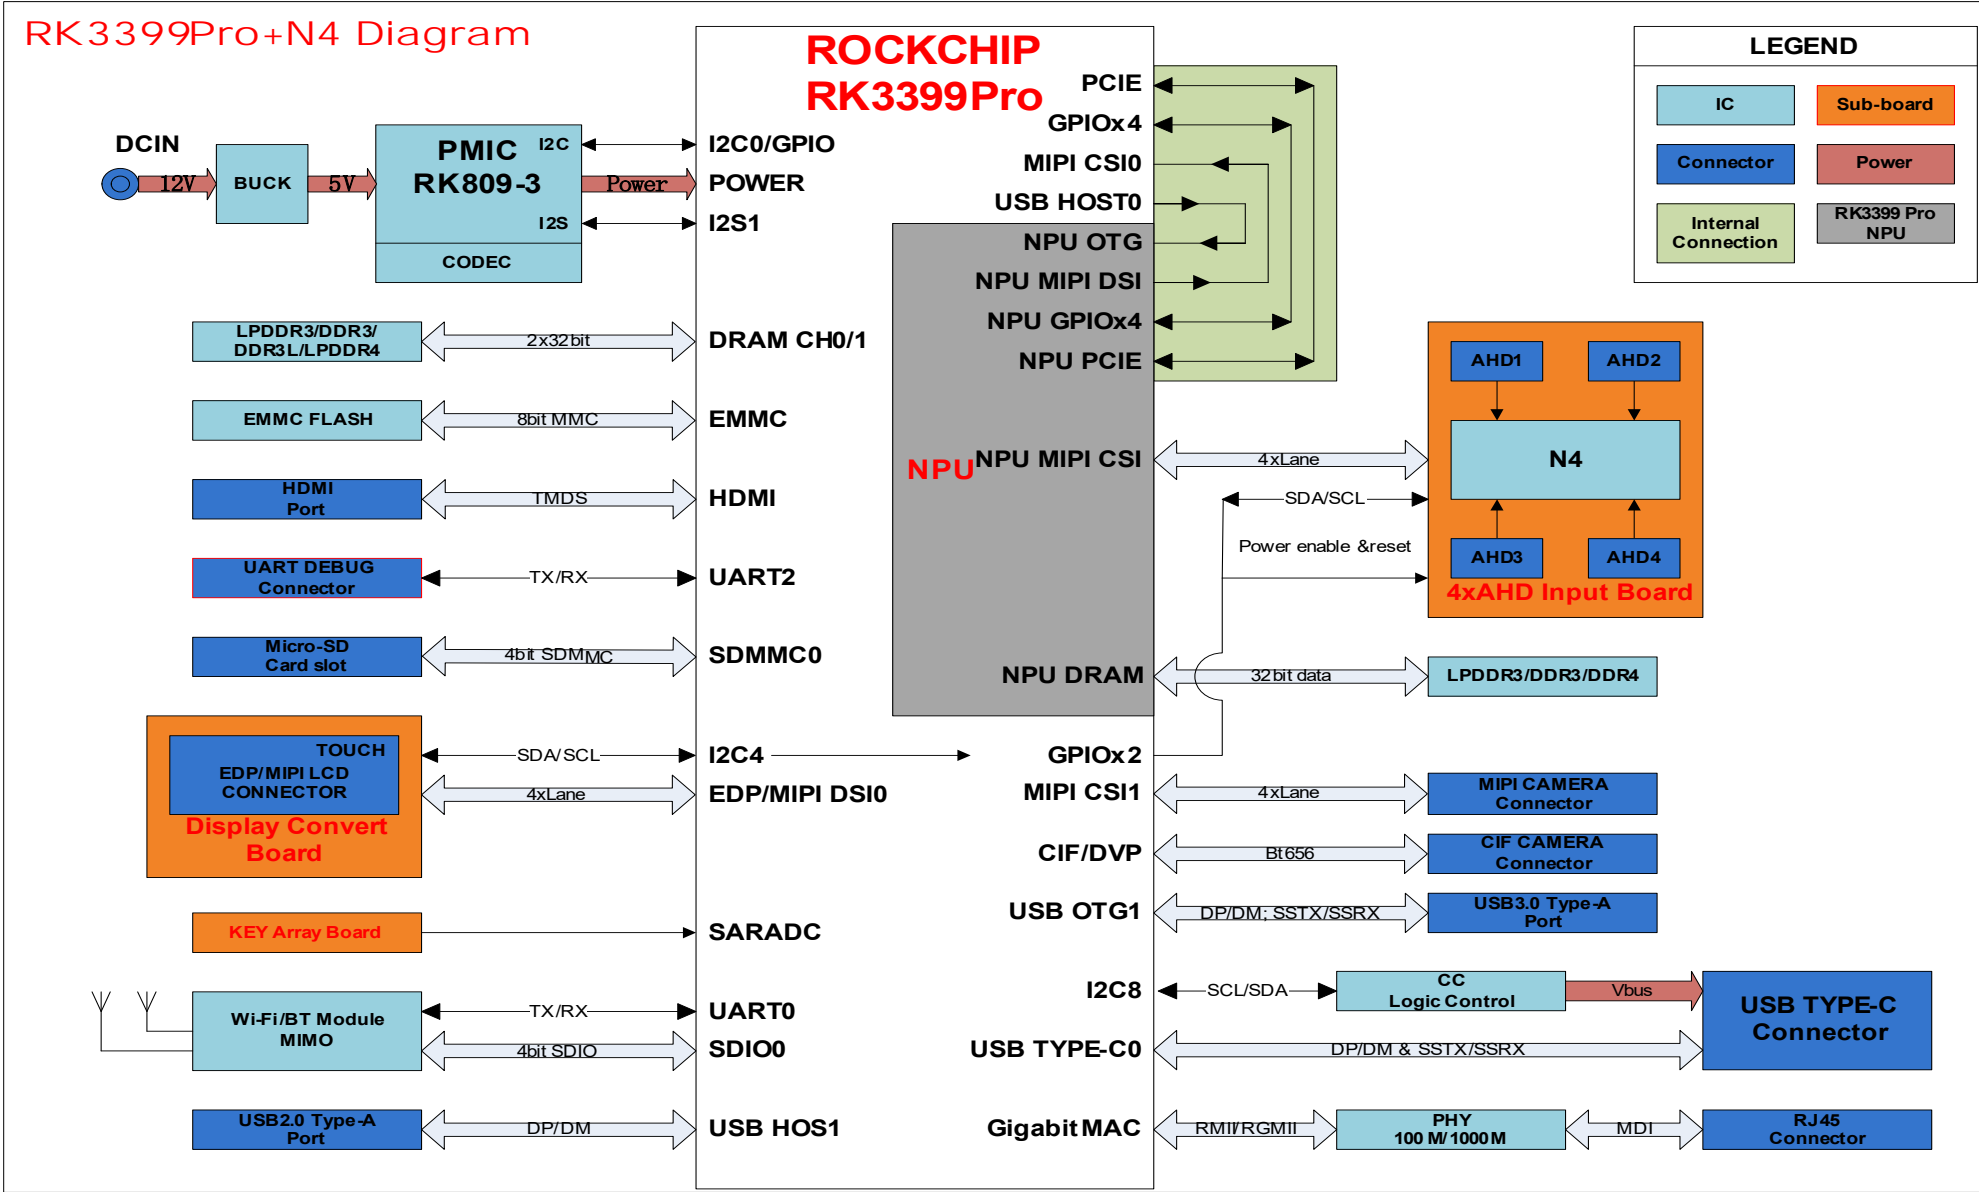 RK3399Pro+N4 Diagram
ROCKCHIP
RK3399Pro
LEGEND
IC
Sub-board
Connector
Power
Internal
Connection
RK3399 Pro
NPU
DCIN
12V
BUCK
5V
PMIC
RK809-3
I2C
I2S
CODEC
Power
I2C0/GPIO
POWER
I2S1
LPDDR3/DDR3/
DDR3L/LPDDR4
2x32bit
DRAM CH0/1
EMMC FLASH
8bit MMC
EMMC
HDMI
Port
TMDS
HDMI
UART DEBUG
Connector
TX/RX
UART2
Micro-SD
Card slot
4bit SDMMC
SDMMC0
TOUCH
EDP/MIPI LCD
CONNECTOR
Display Convert
Board
SDA/SCL
I2C4
4xLane
EDP/MIPI DSI0
KEY Array Board
SARADC
Wi-Fi/BT Module
MIMO
TX/RX
UART0
4bit SDIO
SDIO0
USB2.0 Type-A
Port
DP/DM
USB HOS1
PCIE
GPIOx4
MIPI CSI0
USB HOST0
NPU OTG
NPU MIPI DSI
NPU GPIOx4
NPU PCIE
NPU
NPU MIPI CSI
4xLane
SDA/SCL
Power enable &reset
AHD1
AHD2
N4
AHD3
AHD4
4xAHD Input Board
NPU DRAM
32bit data
LPDDR3/DDR3/DDR4
GPIOx2
MIPI CSI1
4xLane
MIPI CAMERA
Connector
CIF/DVP
Bt656
CIF CAMERA
Connector
USB OTG1
DP/DM; SSTX/SSRX
USB3.0 Type-A
Port
I2C8
SCL/SDA
CC
Logic Control
Vbus
USB TYPE-C
Connector
USB TYPE-C0
DP/DM & SSTX/SSRX
Gigabit MAC
RMII/RGMII
PHY
100 M/1000M
MDI
RJ45
Connector